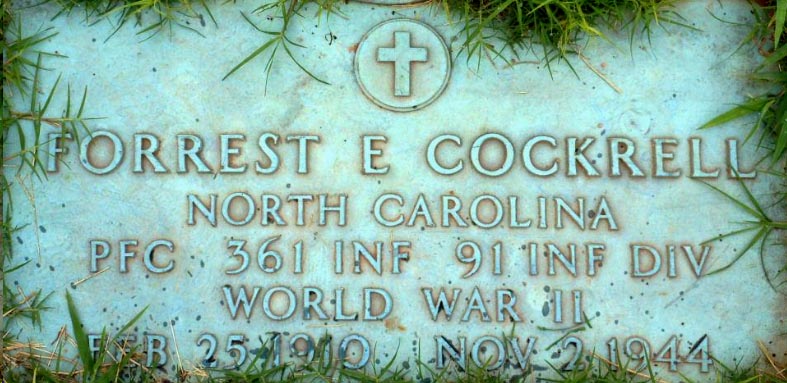 FORREST E COCKRELL
NORTH CAROLINA
PFC 361 INF 91 INF DIV
WORLD WAR II
FEB 25 1910 NOV 2 1944